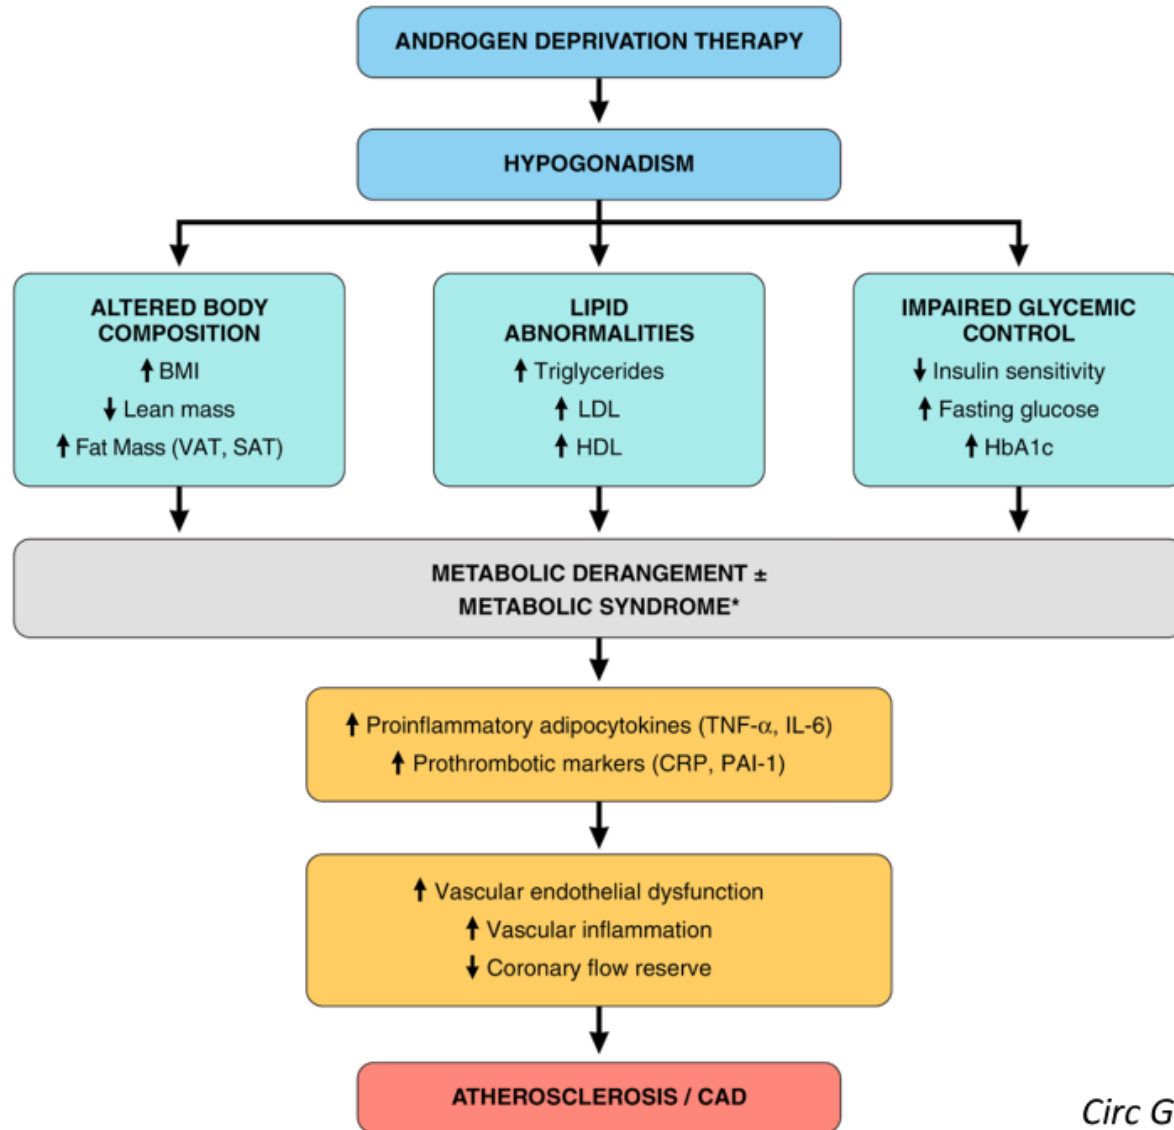 ANDROGEN DEPRIVATION THERAPY
HYPOGONADISM
ALTERED BODY
COMPOSITION
↑ BMI
↓ Lean mass
↑ Fat Mass (VAT, SAT)
LIPID
ABNORMALITIES
↑ Triglycerides
↑ LDL
↑ HDL
IMPAIRED GLYCEMIC
CONTROL
↓ Insulin sensitivity
↑ Fasting glucose
↑ HbA1c
METABOLIC DERANGEMENT ±
METABOLIC SYNDROME*
↑ Proinflammatory adipocytokines (TNF-α, IL-6)
↑ Prothrombotic markers (CRP, PAI-1)
↑ Vascular endothelial dysfunction
↑ Vascular inflammation
↓ Coronary flow reserve
ATHEROSCLEROSIS / CAD
Circ G